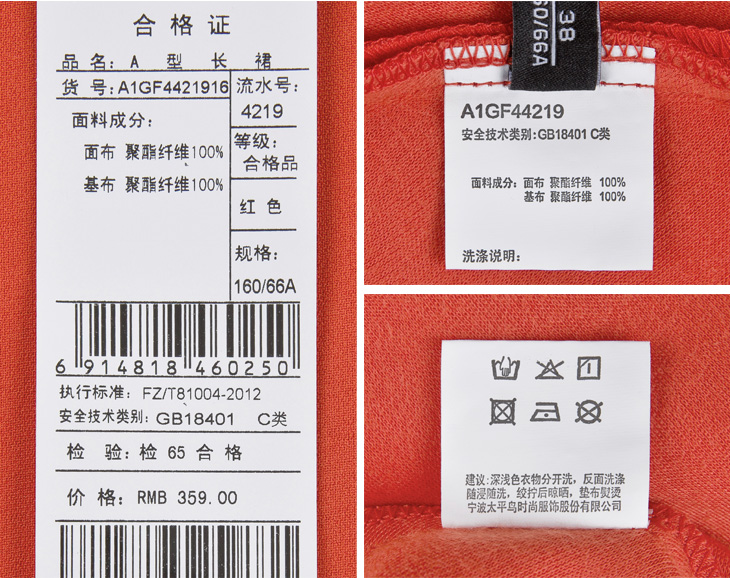 合格证
品 名: A 型 长 裙
货 号: A1GF4421916
流水号:
4219
面料成分:
面布 聚酯纤维100%
基布 聚酯纤维100%
等级:
合格品
红 色
规格:
160/66A
6 914818 460250
执行标准: FZ/T81004-2012
安全技术类别: GB18401 C类
检 验: 检 65 合 格
价 格: RMB 359.00
38
60/66A
A1GF44219
安全技术类别:GB18401 C类
面料成分: 面布 聚酯纤维 100%
基布 聚酯纤维 100%
洗涤说明:
建议: 深浅色衣物分开洗, 反面洗涤
随浸随洗, 绞拧后晾晒, 垫布熨烫
宁波太平鸟时尚服饰股份有限公司